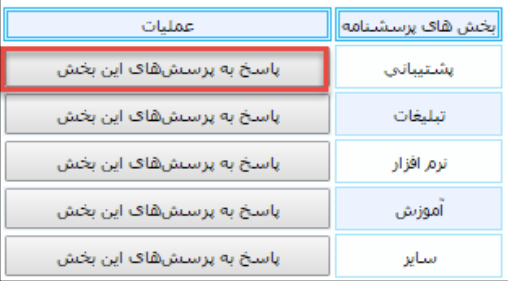 بخش های پرسشنامه عملیات
پشتیباني پاسخ به پرسش‌های این بخش
تبلیغات پاسخ به پرسش‌های این بخش
نرم افزار پاسخ به پرسش‌های این بخش
آموزش پاسخ به پرسش‌های این بخش
سایر پاسخ به پرسش‌های این بخش